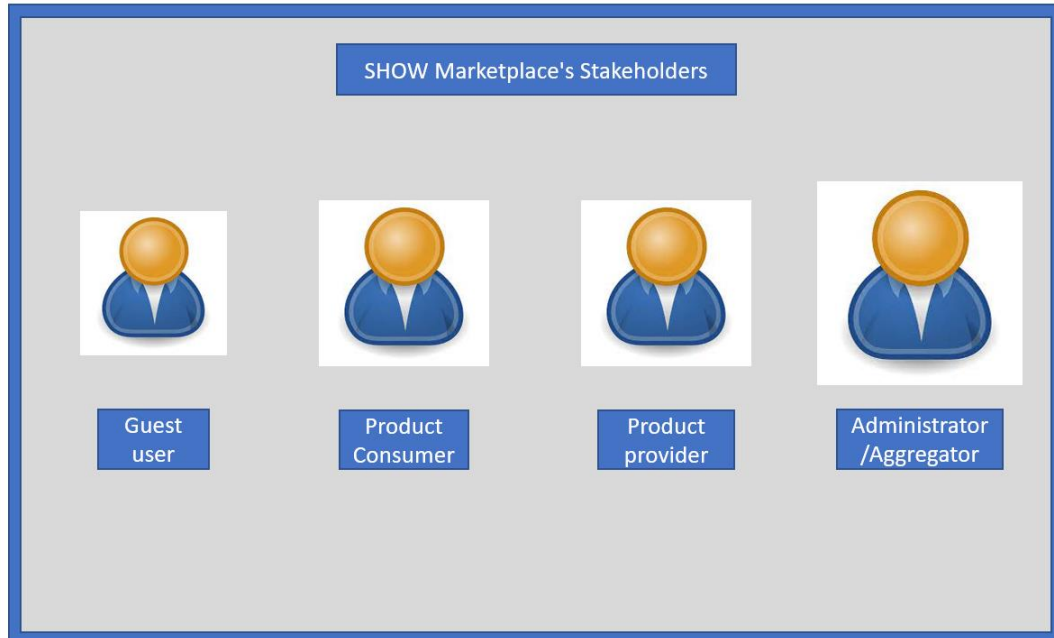 SHOW Marketplace's Stakeholders
Guest
user
Product
Consumer
Product
provider
Administrator
/Aggregator